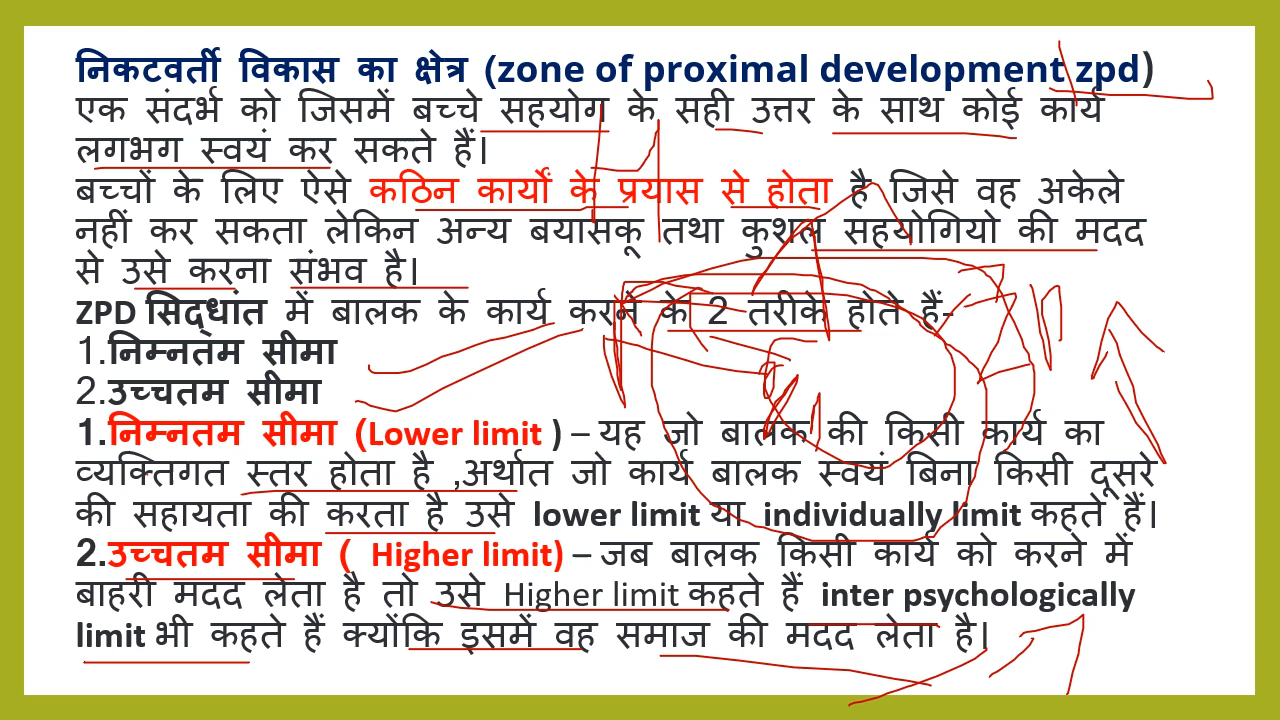 निकटवर्ती विकास का क्षेत्र (zone of proximal development zpd)
एक संदर्भ को जिसमें बच्चे सहयोग के सही उत्तर के साथ कोई कार्य
लगभग स्वयं कर सकते हैं।
बच्चों के लिए ऐसे कठिन कार्यों के प्रयास से होता है जिसे वह अकेले
नहीं कर सकता लेकिन अन्य बयासकू तथा कुशल सहयोगियो की मदद
से उसे करना संभव है।
ZPD सिद्धांत में बालक के कार्य करने के 2 तरीके होते हैं-
1.निम्नतम सीमा
2.उच्चतम सीमा
1.निम्नतम सीमा (Lower limit ) – यह जो बालक की किसी कार्य का
व्यक्तिगत स्तर होता है ,अर्थात जो कार्य बालक स्वयं बिना किसी दूसरे
की सहायता की करता है उसे lower limit या individually limit कहते हैं।
2.उच्चतम सीमा ( Higher limit) – जब बालक किसी कार्य को करने में
बाहरी मदद लेता है तो उसे Higher limit कहते हैं inter psychologically
limit भी कहते हैं क्योंकि इसमें वह समाज की मदद लेता है।